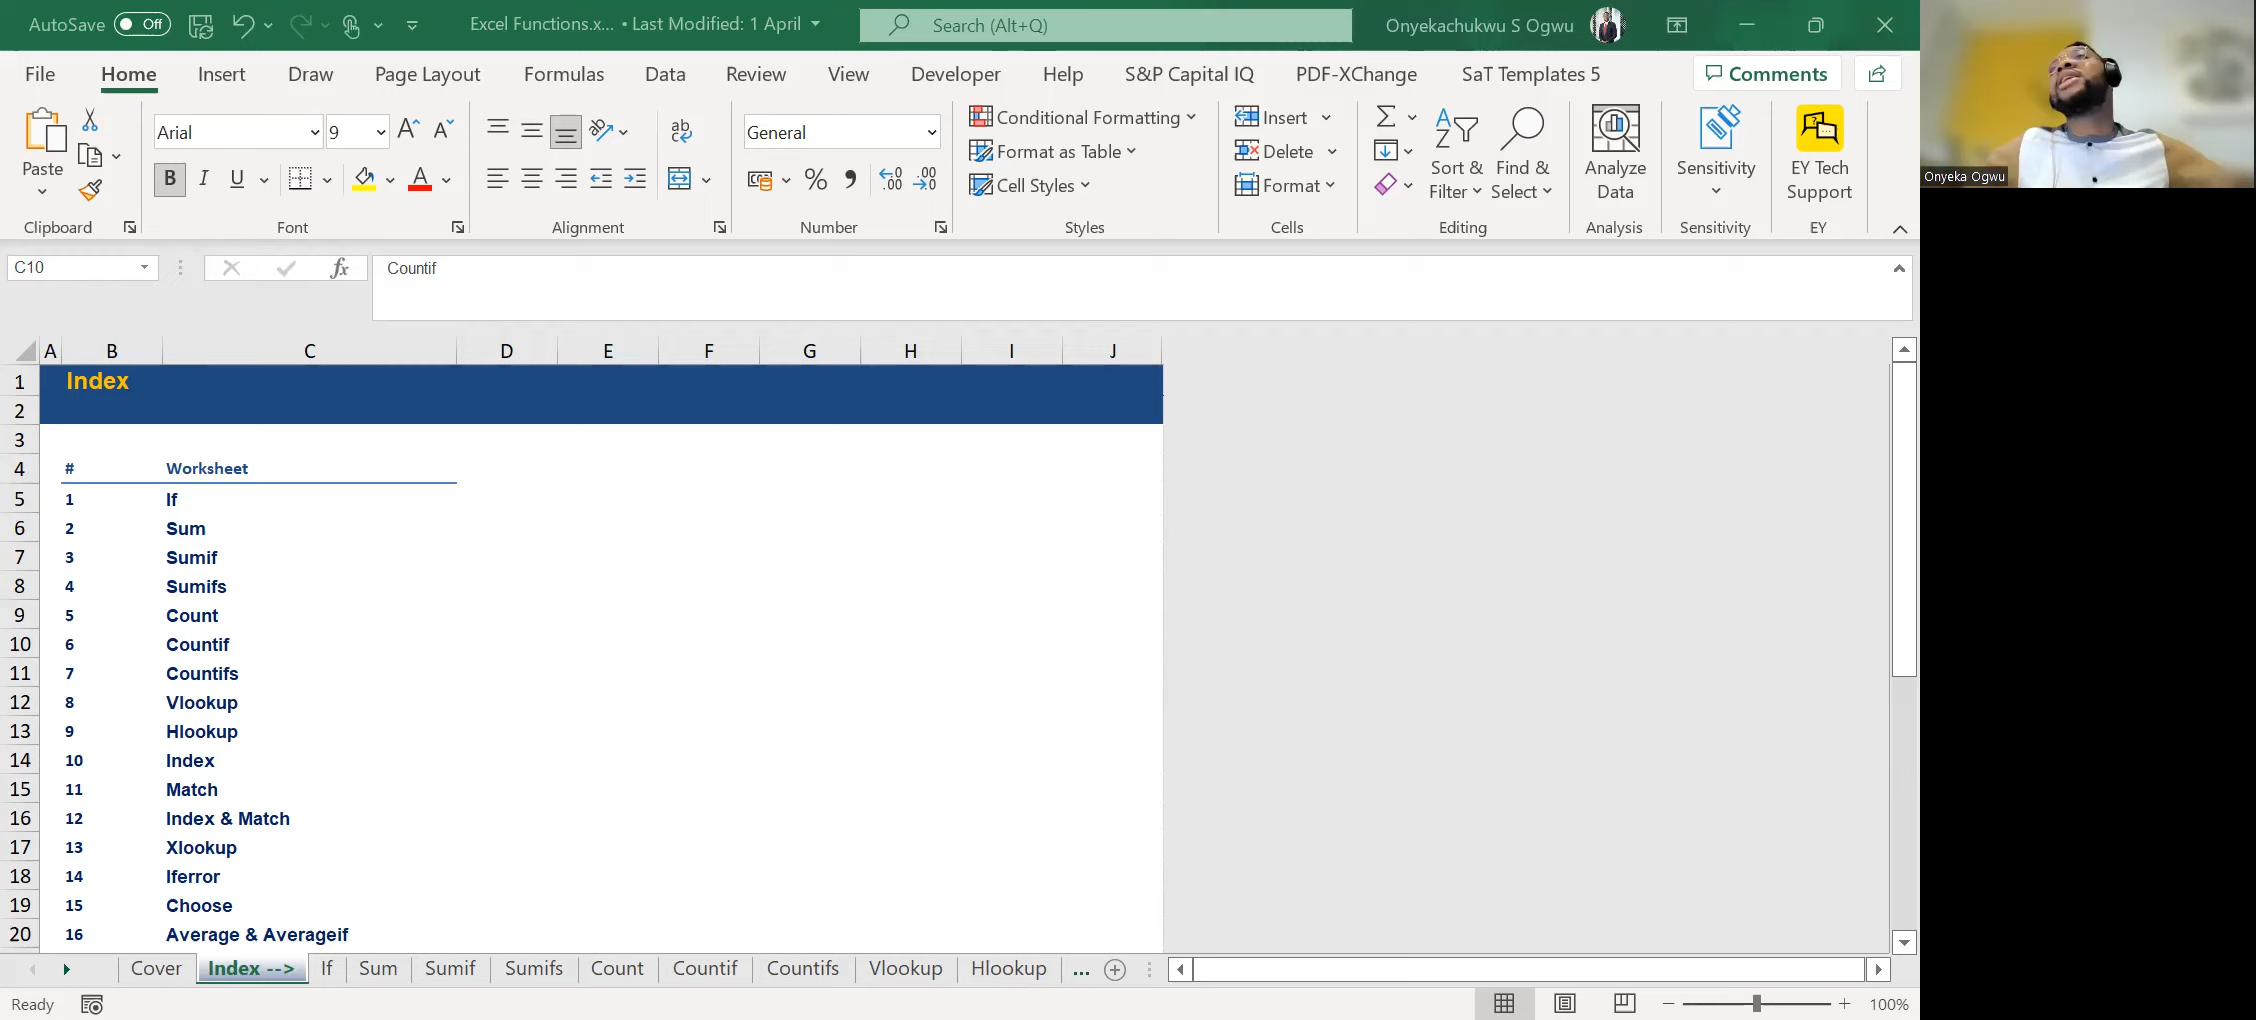 AutoSave Off Excel Functions.x... • Last Modified: 1 April Search (Alt+Q) Onyekachukwu S Ogwu
File Home Insert Draw Page Layout Formulas Data Review View Developer Help S&P Capital IQ PDF-XChange SaT Templates 5 Comments
Paste
Clipboard
Arial 9
B I U
Font
ab
Alignment
General
% 9 .00
Number
Conditional Formatting
Format as Table
Cell Styles
Styles
Insert
Delete
Format
Cells
Sort & Filter
Find & Select
Editing
Analyze Data
Analysis
Sensitivity
Sensitivity
EY Tech Support
EY
Onyeka Ogwu
C10 fx Countif
A B C D E F G H I J
1 Index
2
3
4 # Worksheet
5 1 If
6 2 Sum
7 3 Sumif
8 4 Sumifs
9 5 Count
10 6 Countif
11 7 Countifs
12 8 Vlookup
13 9 Hlookup
14 10 Index
15 11 Match
16 12 Index & Match
17 13 Xlookup
18 14 Iferror
19 15 Choose
20 16 Average & Averageif
Cover Index --> If Sum Sumif Sumifs Count Countif Countifs Vlookup Hlookup ...
Ready 100%